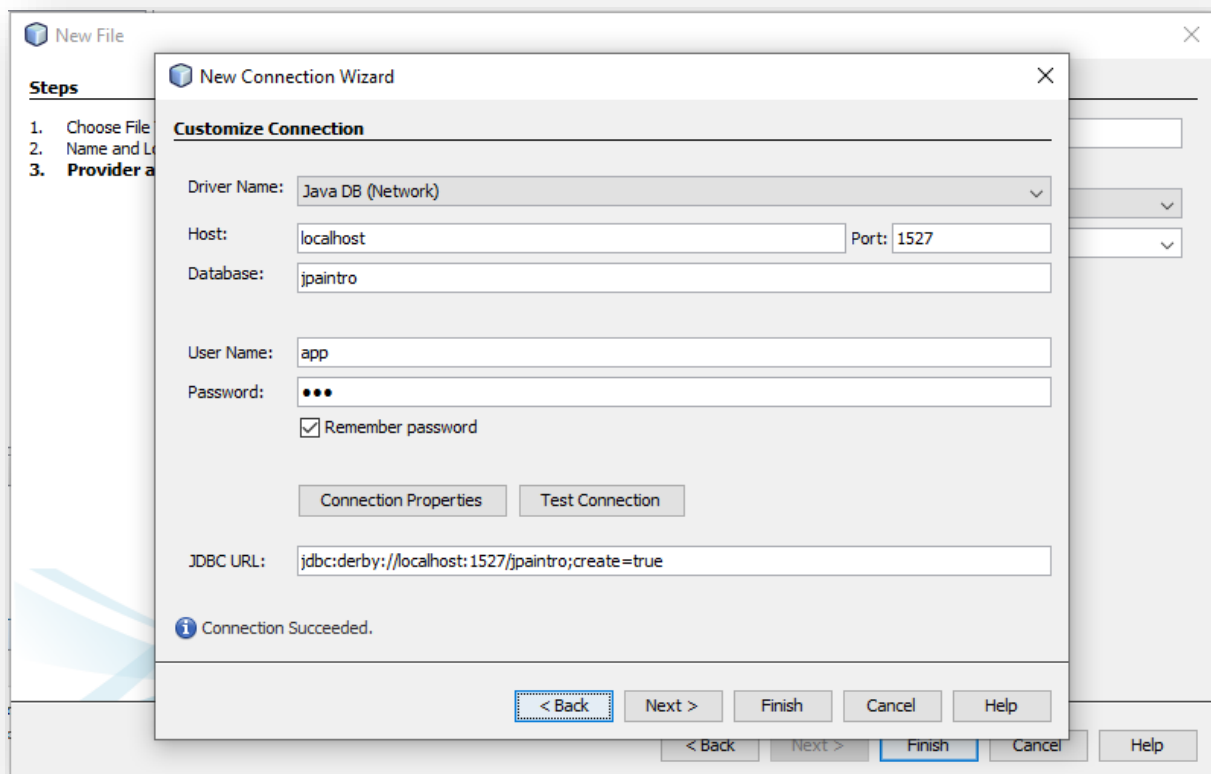 New File
New Connection Wizard
Steps
1. Choose File
2. Name and Lo
3. Provider a
Customize Connection
Driver Name: Java DB (Network)
Host: localhost Port: 1527
Database: jpaintro
User Name: app
Password: •••
Remember password
Connection Properties Test Connection
JDBC URL: jdbc:derby://localhost:1527/jpaintro;create=true
Connection Succeeded.
< Back Next > Finish Cancel Help
< Back Next > Finish Cancel Help